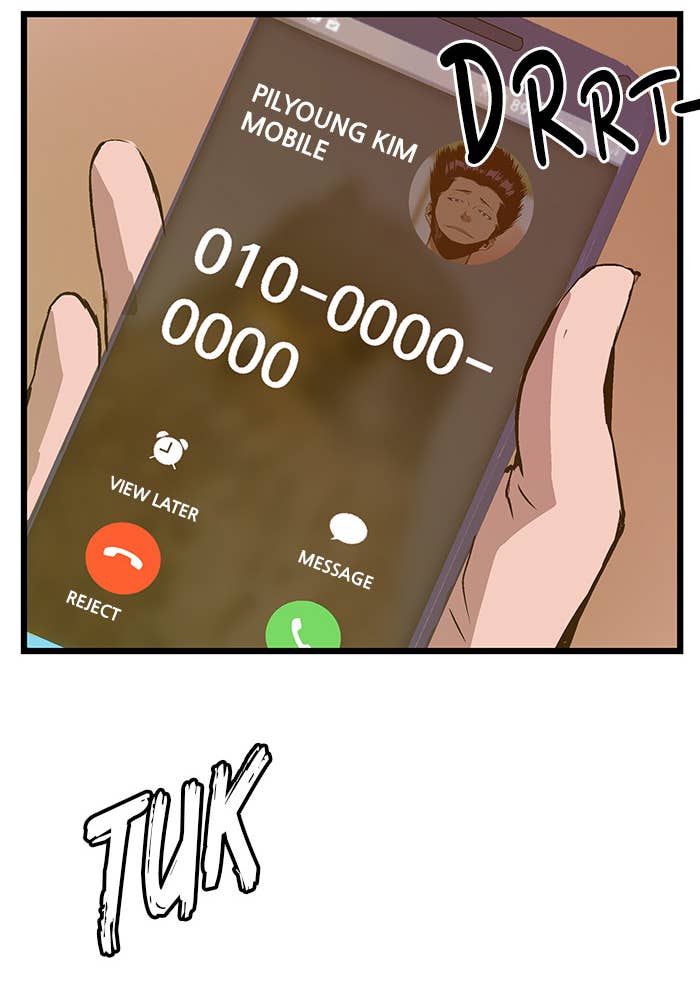 DRRT-
PILYOUNG KIM
MOBILE
010-0000-
0000
VIEW LATER
MESSAGE
REJECT
TUK